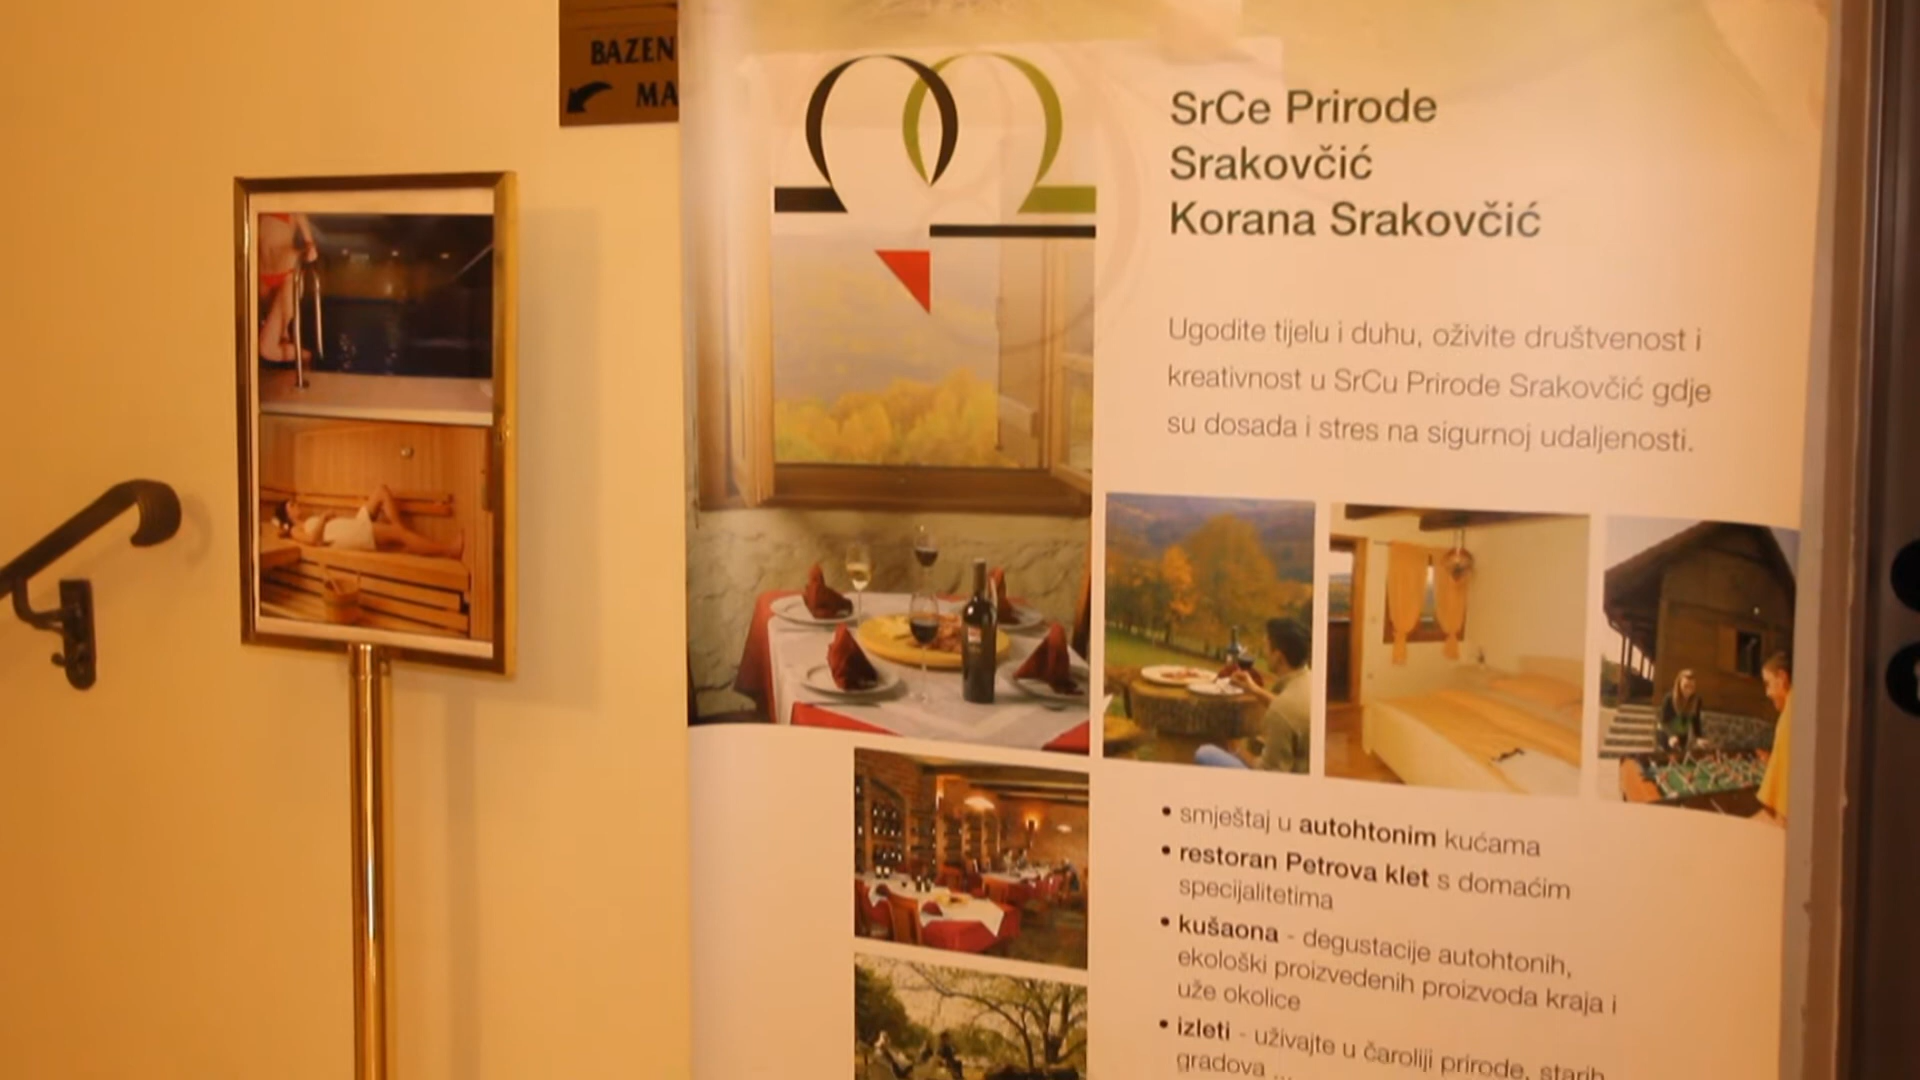 BAZEN
MA
SrCe Prirode
Srakovčić
Korana Srakovčić
Ugodite tijelu i duhu, oživite društvenost i
kreativnost u SrCu Prirode Srakovčić gdje
su dosada i stres na sigurnoj udaljenosti.
• smještaj u autohtonim kućama
• restoran Petrova klet s domaćim
specijalitetima
• kušaona - degustacije autohtonih,
ekološki proizvedenih proizvoda kraja i
uže okolice
• izleti - uživajte u čaroliji prirode, starih
gradova ...